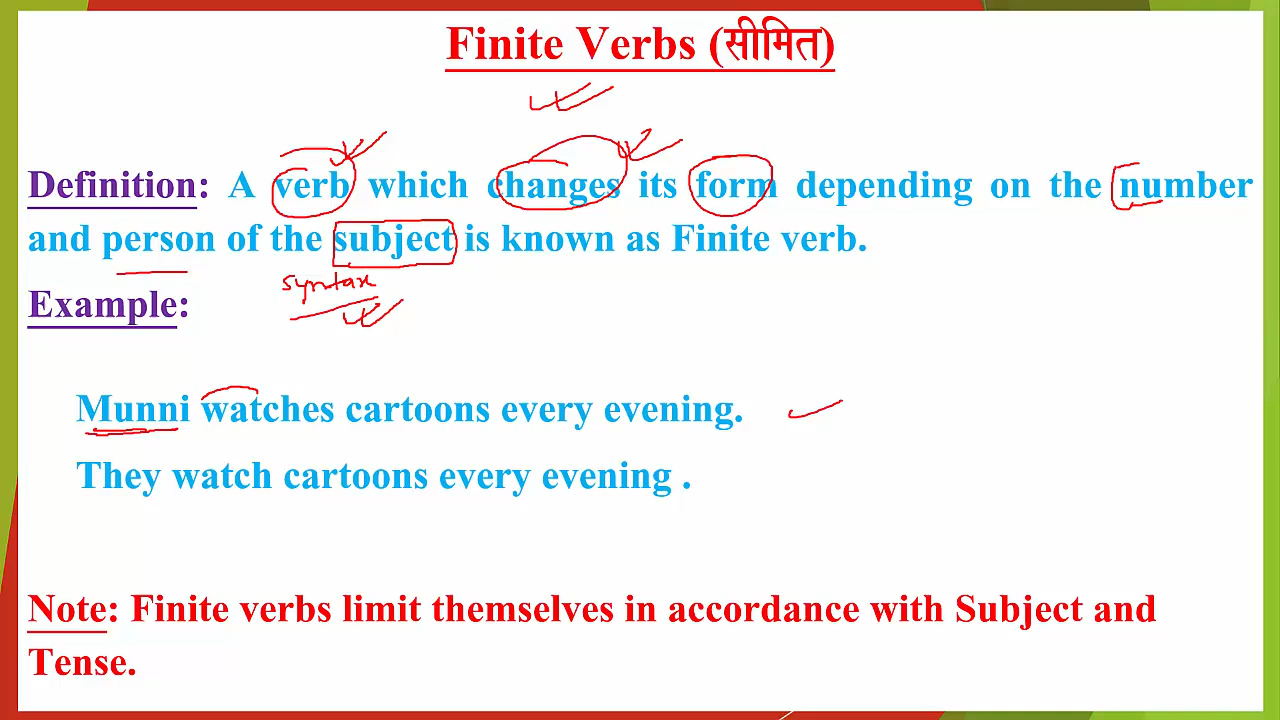 Finite Verbs (सीमित)
Definition: A verb which changes its form depending on the number
and person of the subject is known as Finite verb.
syntax
Example:
Munni watches cartoons every evening.
They watch cartoons every evening .
Note: Finite verbs limit themselves in accordance with Subject and
Tense.